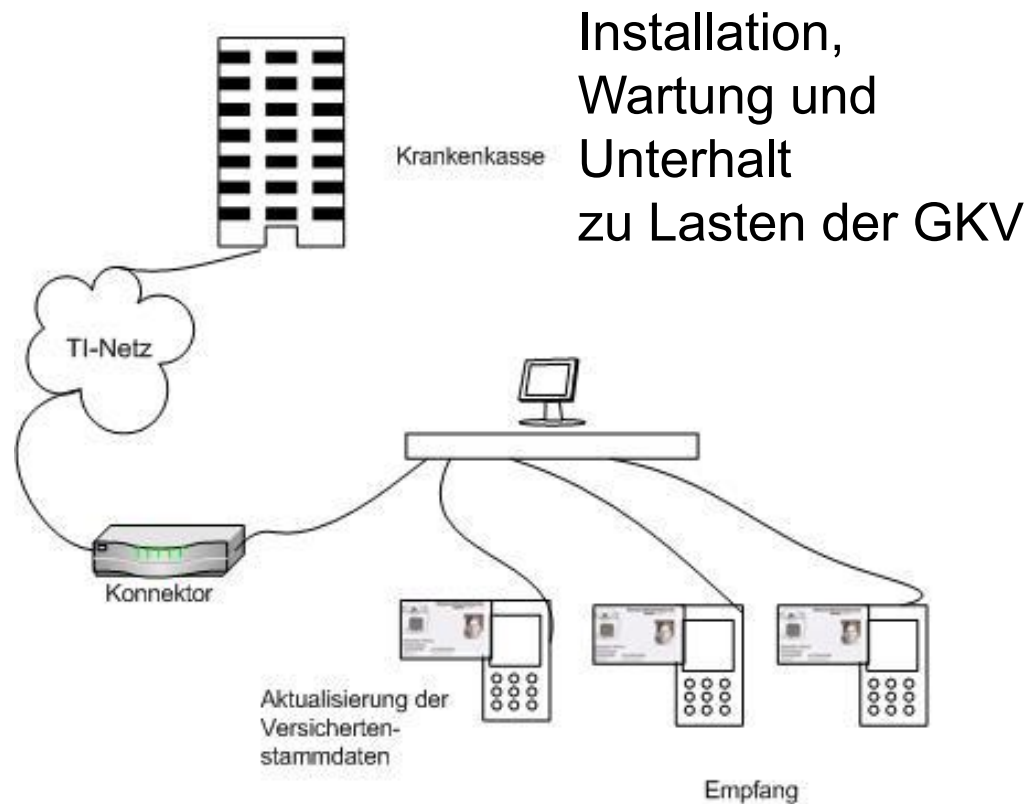 Installation,
Wartung und
Unterhalt
zu Lasten der GKV
Krankenkasse
TI-Netz
Konnektor
Aktualisierung der
Versicherten-
stammdaten
Empfang